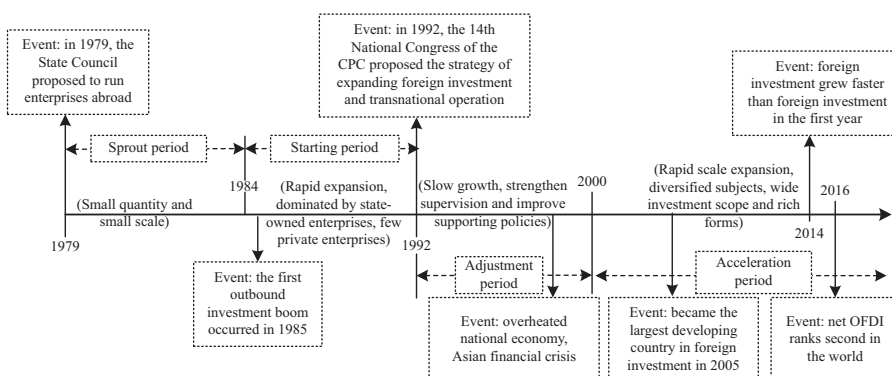 Event: in 1979, the
State Council
proposed to run
enterprises abroad
Event: in 1992, the 14th
National Congress of the
CPC proposed the strategy of
expanding foreign investment
and transnational operation
Event: foreign
investment grew faster
than foreign investment
in the first year
Sprout period
Starting period
1984
2000
2016
(Small quantity and
small scale)
(Rapid expansion,
dominated by state-
owned enterprises, few
private enterprises)
(Slow growth, strengthen
supervision and improve
supporting policies)
(Rapid scale expansion,
diversified subjects, wide
investment scope and rich
forms)
1979
1992
2014
Adjustment
period
Acceleration
period
Event: the first
outbound
investment boom
occurred in 1985
Event: overheated
national economy,
Asian financial crisis
Event: became the
largest developing
country in foreign
investment in 2005
Event: net OFDI
ranks second in
the world